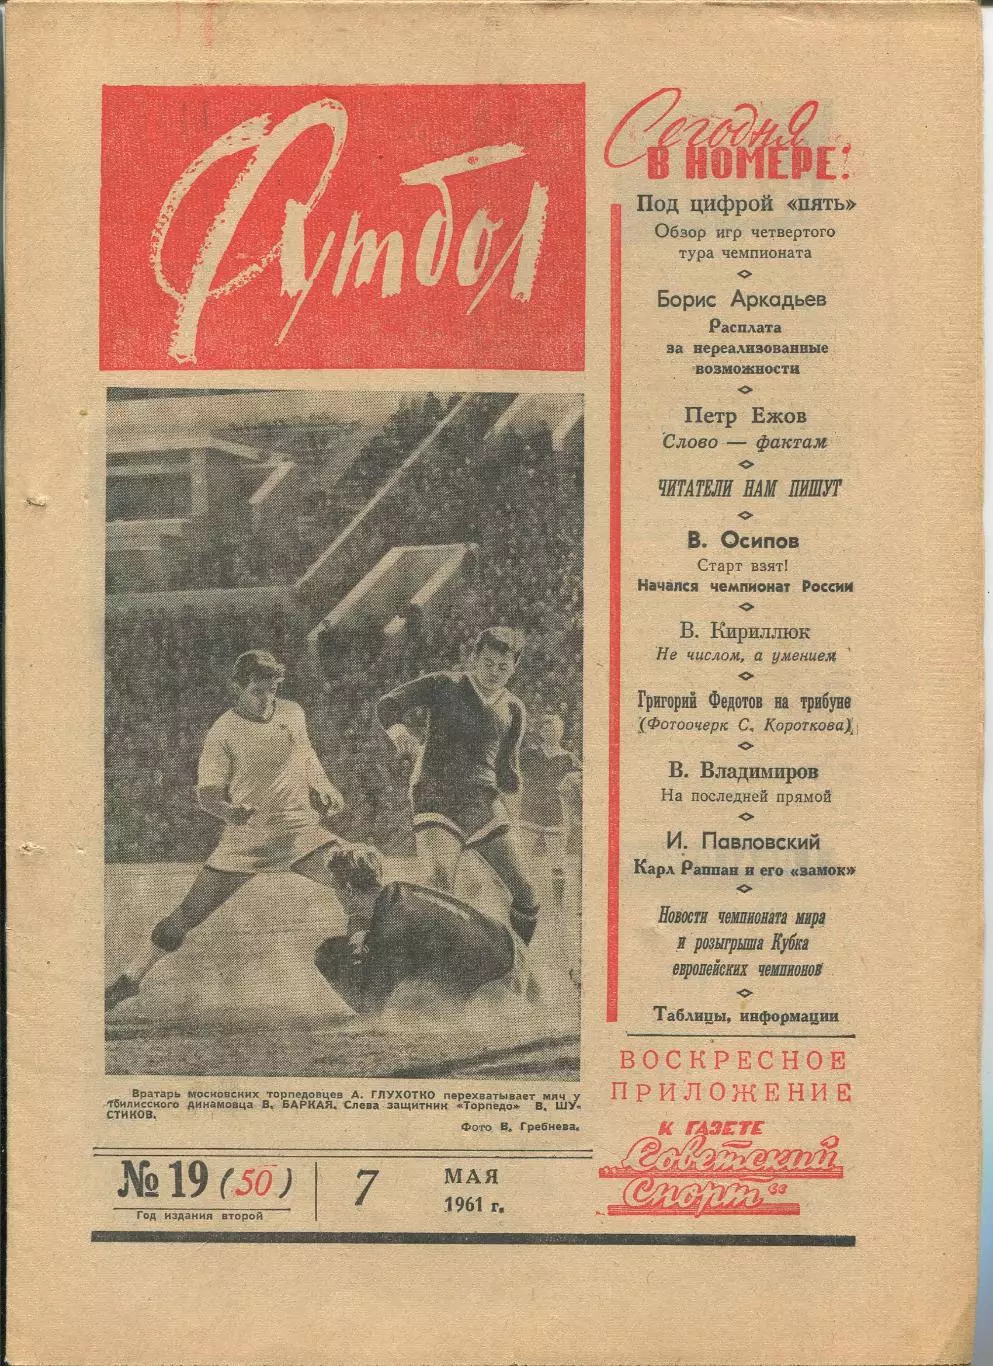 Футбол
Сегодня
В НОМЕРЕ:
Под цифрой «пять»
Обзор игр четвертого
тура чемпионата
Борис Аркадьев
Расплата
за нереализованные
возможности
Петр Ежов
Слово — фактам
ЧИТАТЕЛИ НАМ ПИШУТ
В. Осипов
Старт взят!
Начался чемпионат России
В. Кириллюк
Не числом, а умением
Григорий Федотов на трибуне
(Фотоочерк С. Короткова)
В. Владимиров
На последней прямой
И. Павловский
Карл Раппан и его «замок»
Новости чемпионата мира
и розыгрыша Кубка
европейских чемпионов
Таблицы, информации
ВОСКРЕСНОЕ
ПРИЛОЖЕНИЕ
К ГАЗЕТЕ
„Советский
Спорт“
Вратарь московских торпедовцев А. ГЛУХОТКО перехватывает мяч у
тбилисского динамовца В. БАРКАЯ. Слева защитник «Торпедо» В. ШУ-
СТИКОВ.
Фото В. Гребнева.
№ 19 (50)
Год издания второй
7
МАЯ
1961 г.